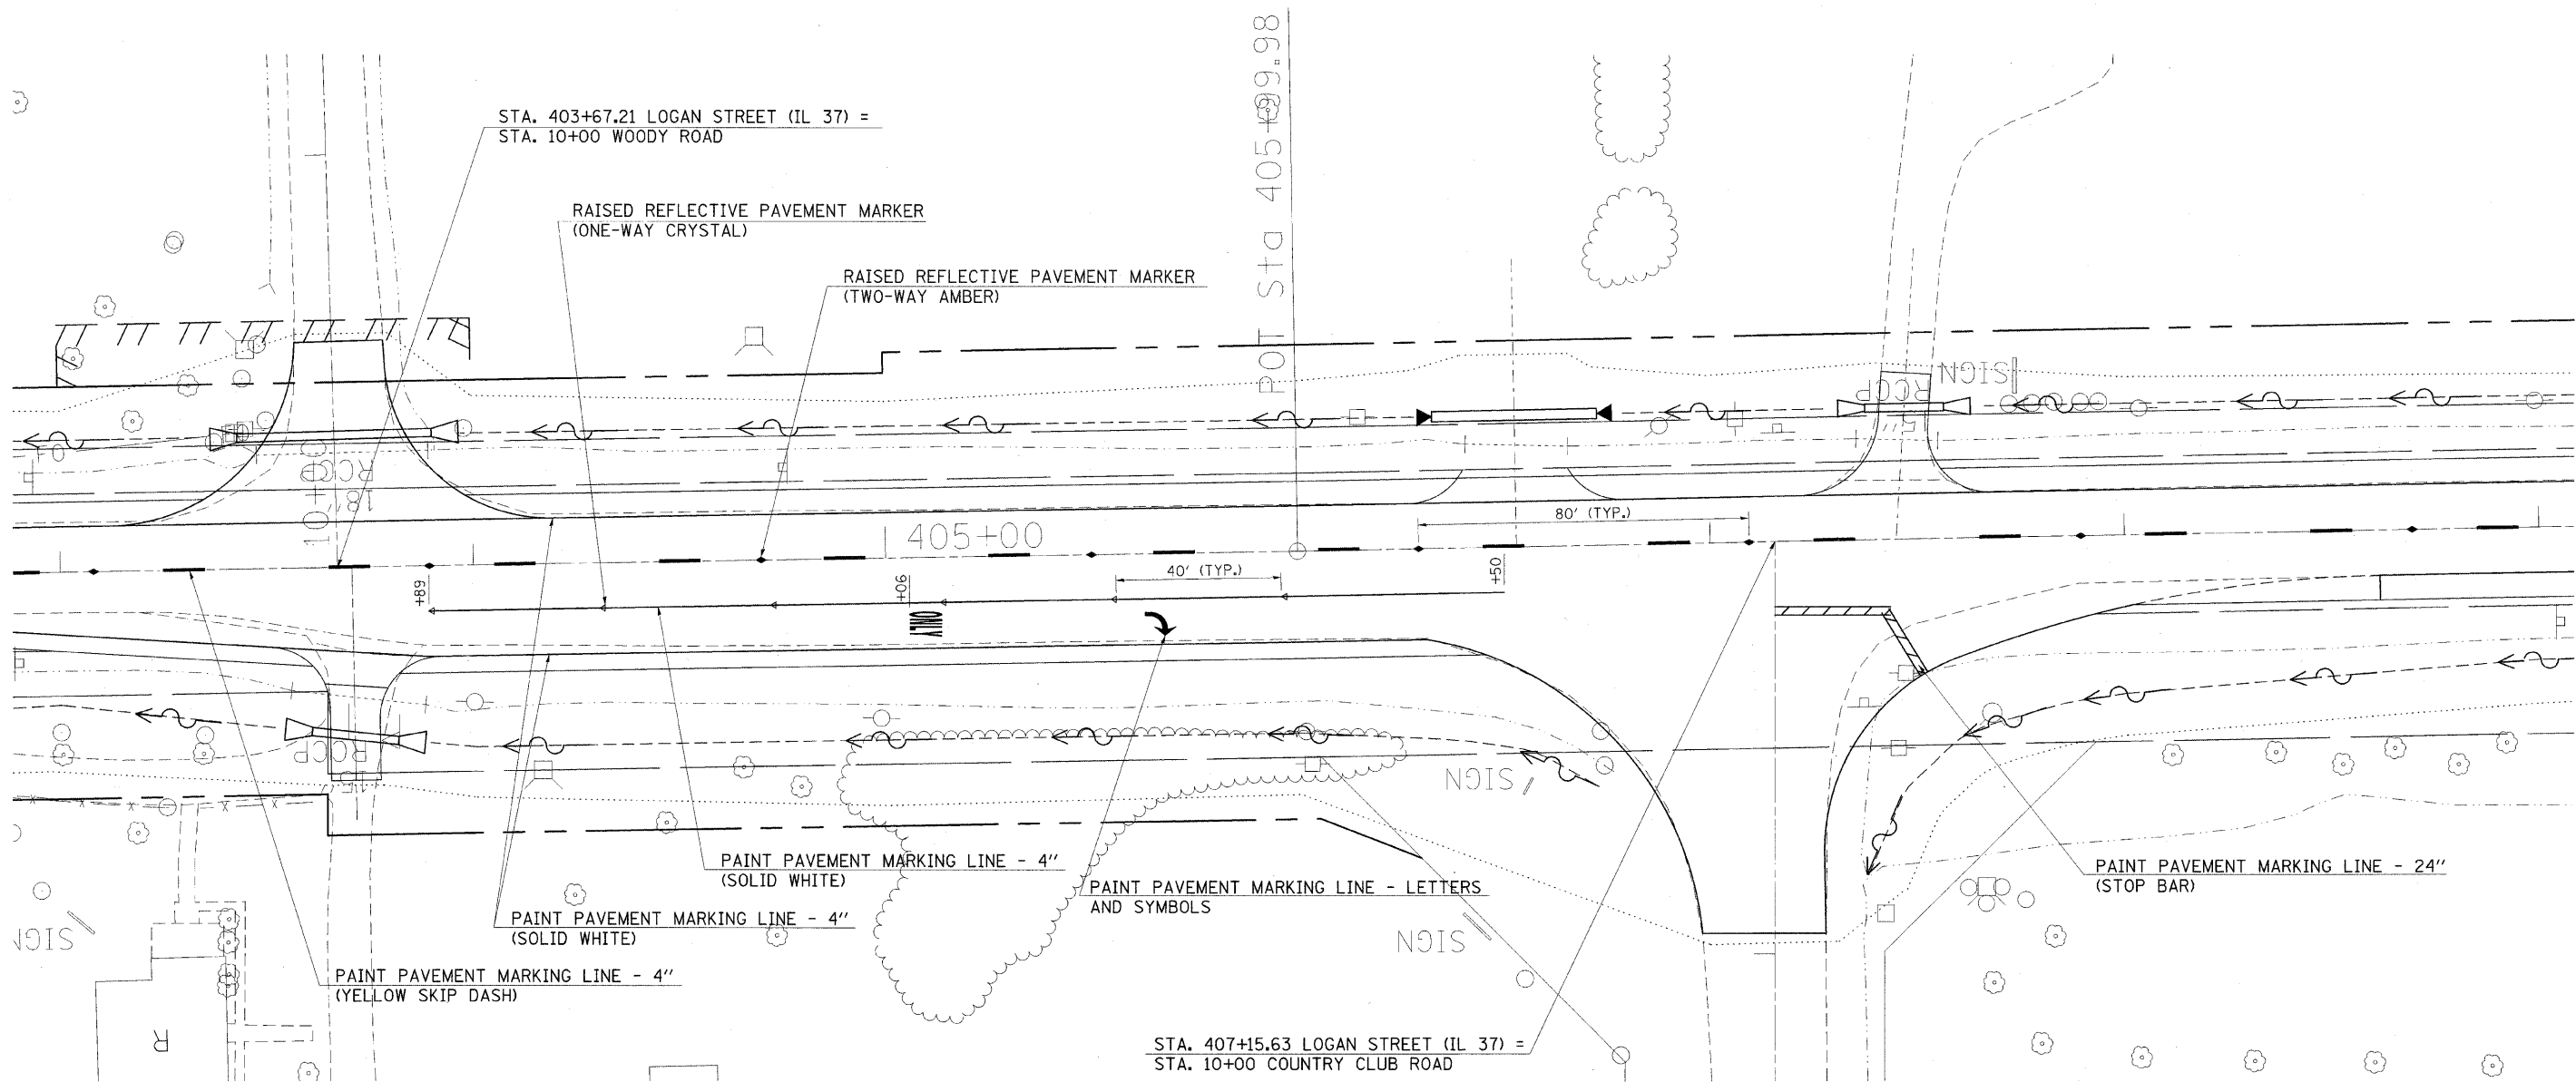 STA. 403+67.21 LOGAN STREET (IL 37) =
STA. 10+00 WOODY ROAD
RAISED REFLECTIVE PAVEMENT MARKER
(ONE-WAY CRYSTAL)
RAISED REFLECTIVE PAVEMENT MARKER
(TWO-WAY AMBER)
POT Sta 405+99.98
SIGN
RCCP
RCCP
18"
405+00
80' (TYP.)
40' (TYP.)
+89
+06
+50
ONLY
RCCP
15"
SIGN
SIGN
SIGN
PAINT PAVEMENT MARKING LINE - 4"
(SOLID WHITE)
PAINT PAVEMENT MARKING LINE - LETTERS
AND SYMBOLS
PAINT PAVEMENT MARKING LINE - 24"
(STOP BAR)
PAINT PAVEMENT MARKING LINE - 4"
(SOLID WHITE)
PAINT PAVEMENT MARKING LINE - 4"
(YELLOW SKIP DASH)
R
STA. 407+15.63 LOGAN STREET (IL 37) =
STA. 10+00 COUNTRY CLUB ROAD